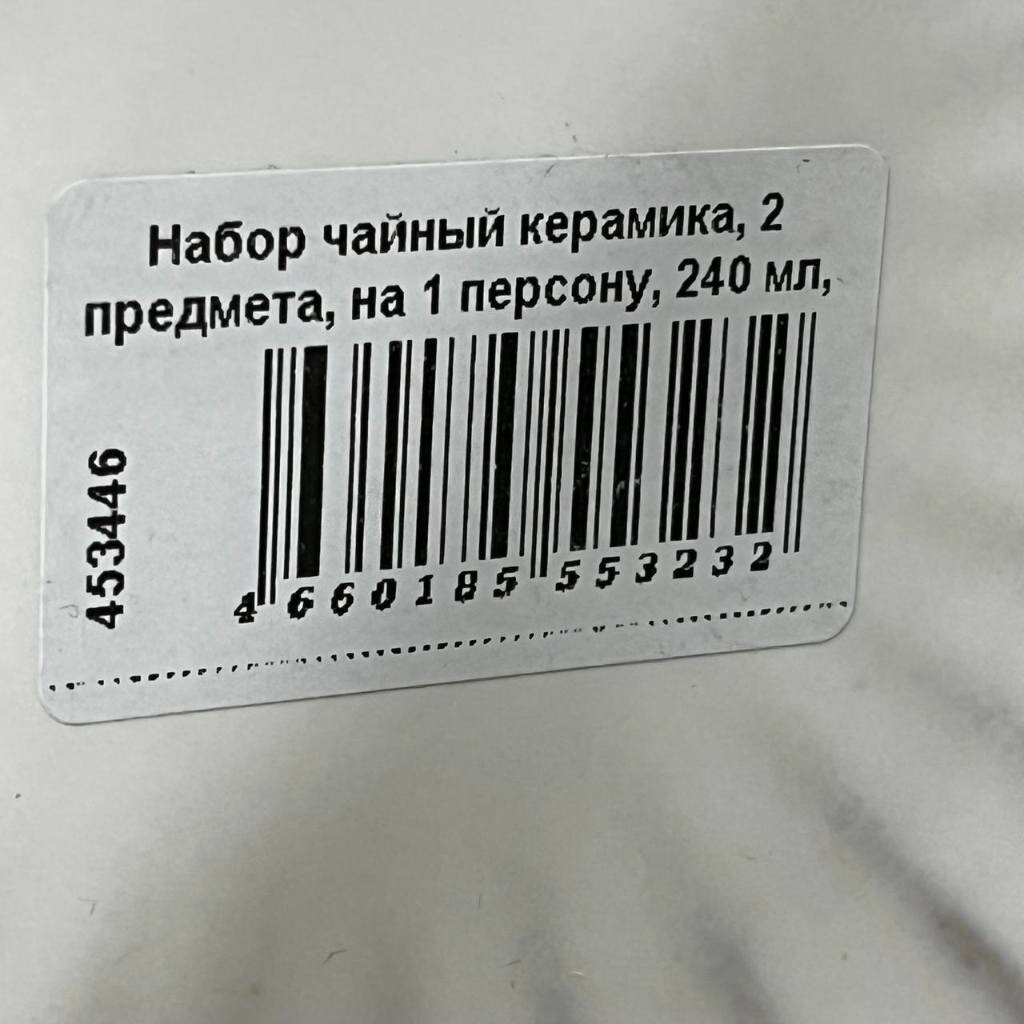 Набор чайный керамика, 2
предмета, на 1 персону, 240 мл,
453446
4 660185 553232